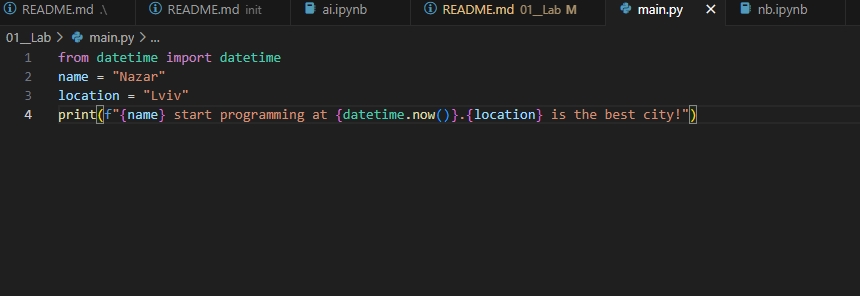 README.md .\ README.md init ai.ipynb README.md 01__Lab M main.py nb.ipynb
01__Lab > main.py > ...
1 from datetime import datetime
2 name = "Nazar"
3 location = "Lviv"
4 print(f"{name} start programming at {datetime.now()}.{location} is the best city!")